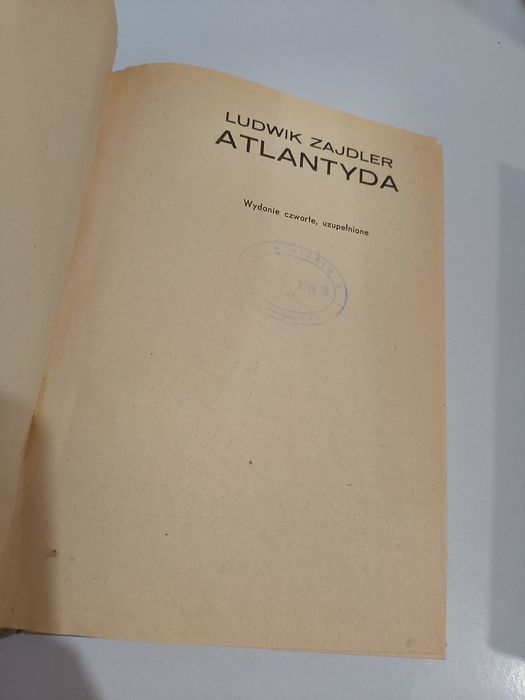 LUDWIK ZAJDLER
ATLANTYDA
Wydanie czwarte, uzupełnione